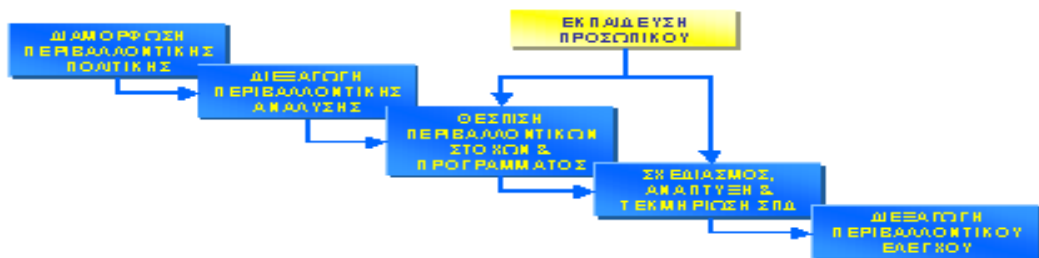 ΔΙΑΜΟΡΦΩΣΗ
ΠΕΡΙΒΑΛΛΟΝΤΙΚΗΣ
ΠΟΛΙΤΙΚΗΣ
ΕΚΠΑΙΔΕΥΣΗ
ΠΡΟΣΩΠΙΚΟΥ
ΔΙΕΞΑΓΩΓΗ
ΠΕΡΙΒΑΛΛΟΝΤΙΚΗΣ
ΑΝΑΛΥΣΗΣ
ΘΕΣΠΙΣΗ
ΠΕΡΙΒΑΛΛΟΝΤΙΚΩΝ
ΣΤΟΧΩΝ &
ΠΡΟΓΡΑΜΜΑΤΟΣ
ΣΧΕΔΙΑΣΜΟΣ,
ΑΝΑΠΤΥΞΗ &
ΤΕΚΜΗΡΙΩΣΗ ΣΠΔ
ΔΙΕΞΑΓΩΓΗ
ΠΕΡΙΒΑΛΛΟΝΤΙΚΟΥ
ΕΛΕΓΧΟΥ